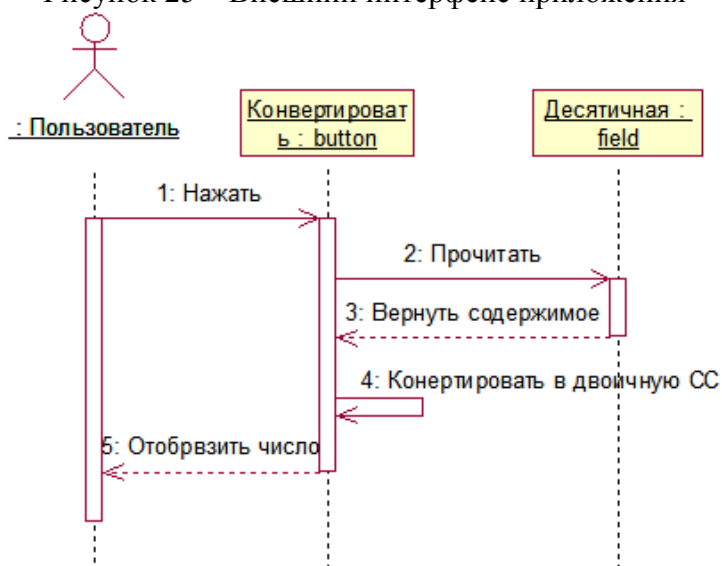 Рисунок 25 – Внешний интерфейс приложения
: Пользователь
Конвертироват
ь : button
Десятичная :
field
1: Нажать
2: Прочитать
3: Вернуть содержимое
4: Конертировать в двоичную СС
5: Отобрвзить число